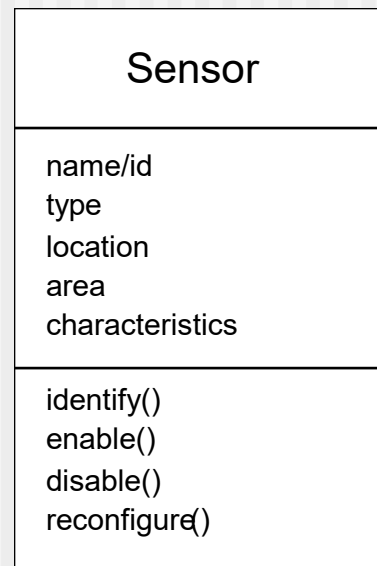 Sensor
name/id
type
location
area
characteristics
identify()
enable()
disable()
reconfigure()